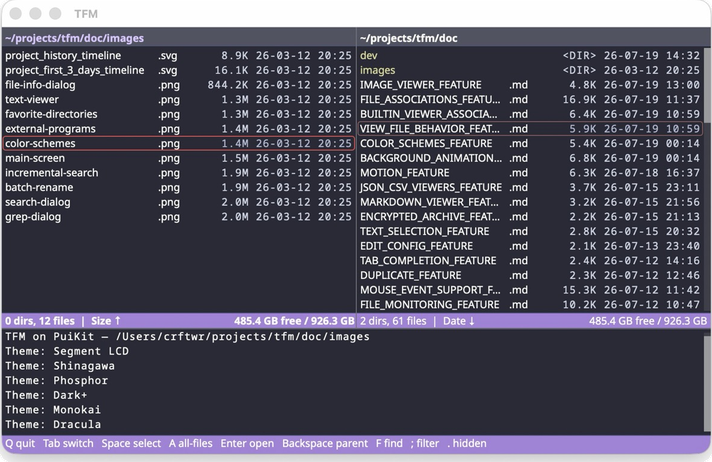 TFM
~/projects/tfm/doc/images
project_history_timeline .svg 8.9K 26-03-12 20:25
project_first_3_days_timeline .svg 16.1K 26-03-12 20:25
file-info-dialog .png 844.2K 26-03-12 20:25
text-viewer .png 1.3M 26-03-12 20:25
favorite-directories .png 1.3M 26-03-12 20:25
external-programs .png 1.4M 26-03-12 20:25
color-schemes .png 1.4M 26-03-12 20:25
main-screen .png 1.5M 26-03-12 20:25
incremental-search .png 1.9M 26-03-12 20:25
batch-rename .png 1.9M 26-03-12 20:25
search-dialog .png 2.0M 26-03-12 20:25
grep-dialog .png 2.0M 26-03-12 20:25
0 dirs, 12 files | Size ↑ 485.4 GB free / 926.3 GB
~/projects/tfm/doc
dev <DIR> 26-07-19 14:32
images <DIR> 26-03-12 20:25
IMAGE_VIEWER_FEATURE .md 4.8K 26-07-19 13:00
FILE_ASSOCIATIONS_FEATU... .md 16.9K 26-07-19 11:37
BUILTIN_VIEWER_ASSOCIA... .md 6.4K 26-07-19 10:59
VIEW_FILE_BEHAVIOR_FEAT... .md 5.9K 26-07-19 10:59
COLOR_SCHEMES_FEATURE .md 5.4K 26-07-19 00:14
BACKGROUND_ANIMATION... .md 6.8K 26-07-19 00:14
MOTION_FEATURE .md 6.3K 26-07-18 16:37
JSON_CSV_VIEWERS_FEATURE .md 3.7K 26-07-15 23:11
MARKDOWN_VIEWER_FEAT... .md 3.2K 26-07-15 21:56
ENCRYPTED_ARCHIVE_FEAT... .md 2.2K 26-07-15 21:13
TEXT_SELECTION_FEATURE .md 2.8K 26-07-15 20:32
EDIT_CONFIG_FEATURE .md 2.1K 26-07-13 23:40
TAB_COMPLETION_FEATURE .md 2.4K 26-07-12 14:16
DUPLICATE_FEATURE .md 2.3K 26-07-12 12:46
MOUSE_EVENT_SUPPORT_F... .md 15.3K 26-07-12 11:42
FILE_MONITORING_FEATURE .md 10.2K 26-07-12 10:47
2 dirs, 61 files | Date ↓ 485.4 GB free / 926.3 GB
TFM on PuiKit — /Users/crftwr/projects/tfm/doc/images
Theme: Segment LCD
Theme: Shinagawa
Theme: Phosphor
Theme: Dark+
Theme: Monokai
Theme: Dracula
Q quit Tab switch Space select A all-files Enter open Backspace parent F find ; filter . hidden